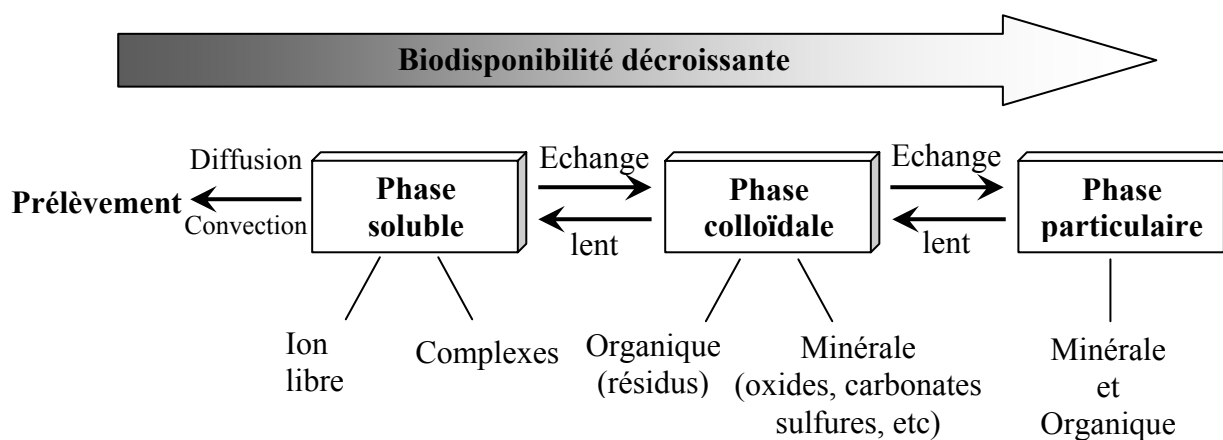 Biodisponibilité décroissante
Diffusion
Prélèvement
Convection
Phase
soluble
Echange
lent
Phase
colloïdale
Echange
lent
Phase
particulaire
Ion
libre
Complexes
Organique
(résidus)
Minérale
(oxides, carbonates
sulfures, etc)
Minérale
et
Organique